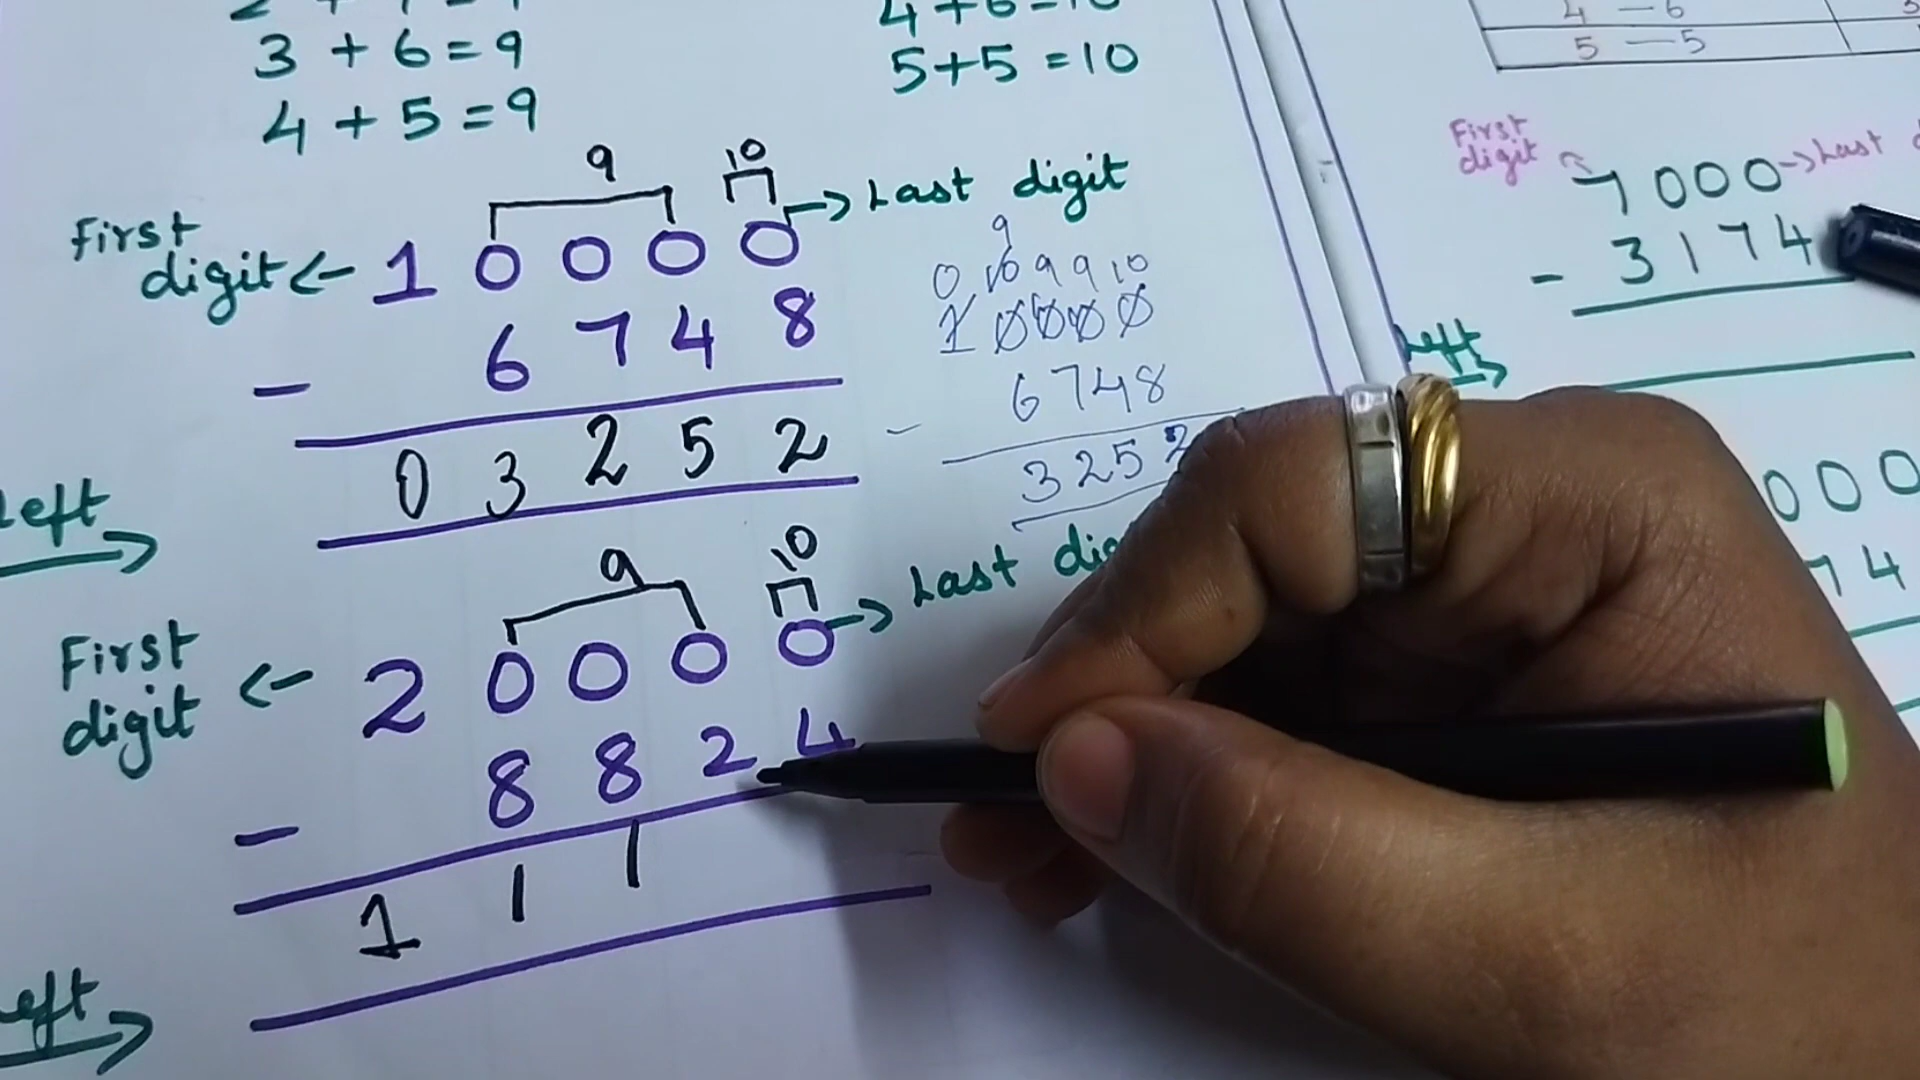 3 + 6 = 9
4 + 5 = 9
4 + 6 = 10
5 + 5 = 10
9 10
First digit ← 1 0 0 0 0 → Last digit
- 6 7 4 8
0 3 2 5 2
9
0 10 9 9 10
1 0 0 0 0
- 6 7 4 8
3 2 5 2
Left →
9 10
First digit ← 2 0 0 0 0 → Last
- 8 8 2 4
1 1 1
4 — 6
5 — 5
First digit 7 0 0 0 → Last
- 3 1 7 4
Left →
0 0 0
7 4